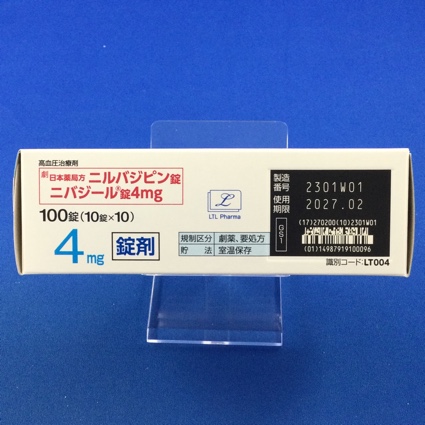 高血圧治療剤
劇 日本薬局方 ニルバジピン錠
ニバジール®錠4mg
100錠(10錠×10)
4mg 錠剤
LTL Pharma
規制区分 劇薬、要処方
貯 法 室温保存
製造番号 2301W01
使用期限 2027.02
GS1
(17)270200(10)2301W01
(01)14987919100096
識別コード:LT004